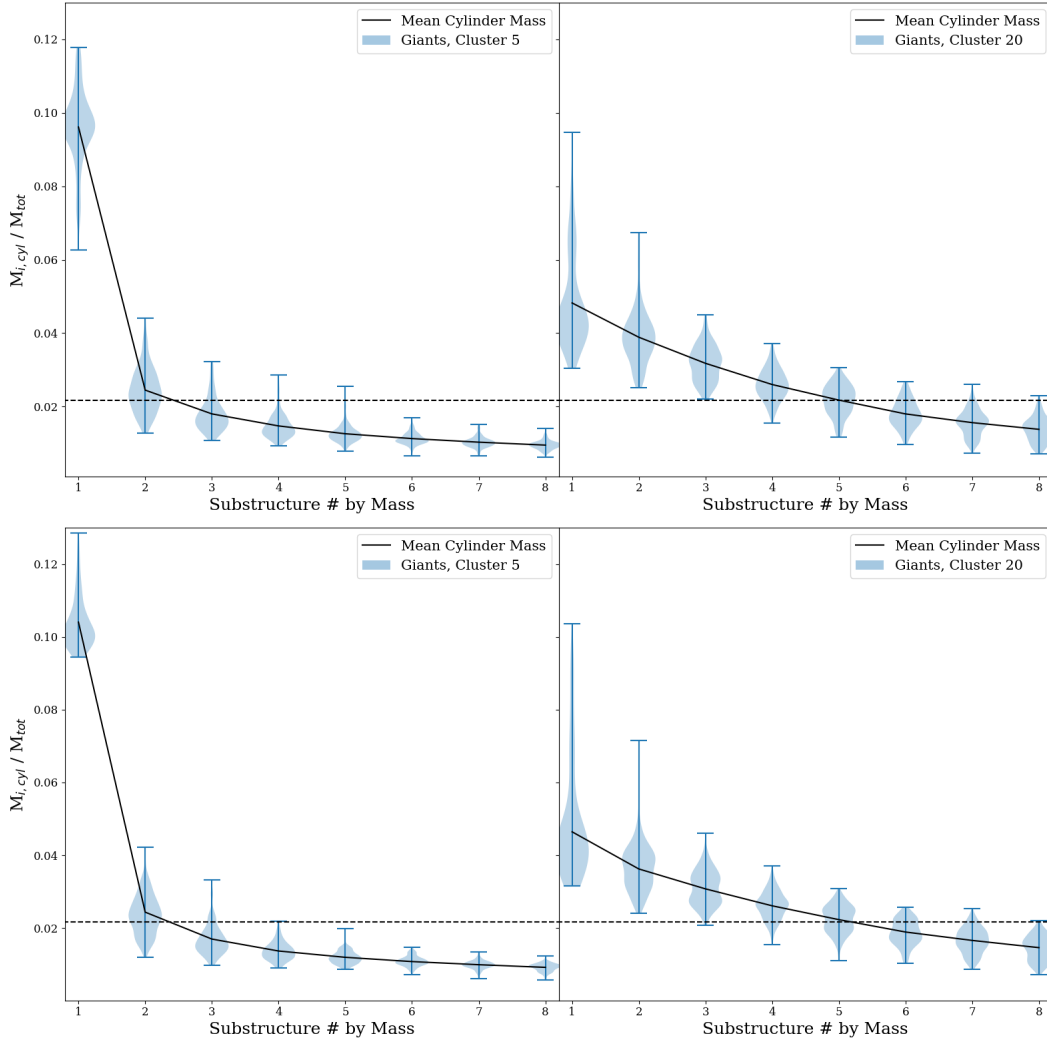 Mean Cylinder Mass
Giants, Cluster 5
Mean Cylinder Mass
Giants, Cluster 20
0.12
0.10
0.08
0.06
0.04
0.02
M_{i, cyl} / M_{tot}
1 2 3 4 5 6 7 8
1 2 3 4 5 6 7 8
Substructure # by Mass
Substructure # by Mass
Mean Cylinder Mass
Giants, Cluster 5
Mean Cylinder Mass
Giants, Cluster 20
0.12
0.10
0.08
0.06
0.04
0.02
M_{i, cyl} / M_{tot}
1 2 3 4 5 6 7 8
1 2 3 4 5 6 7 8
Substructure # by Mass
Substructure # by Mass